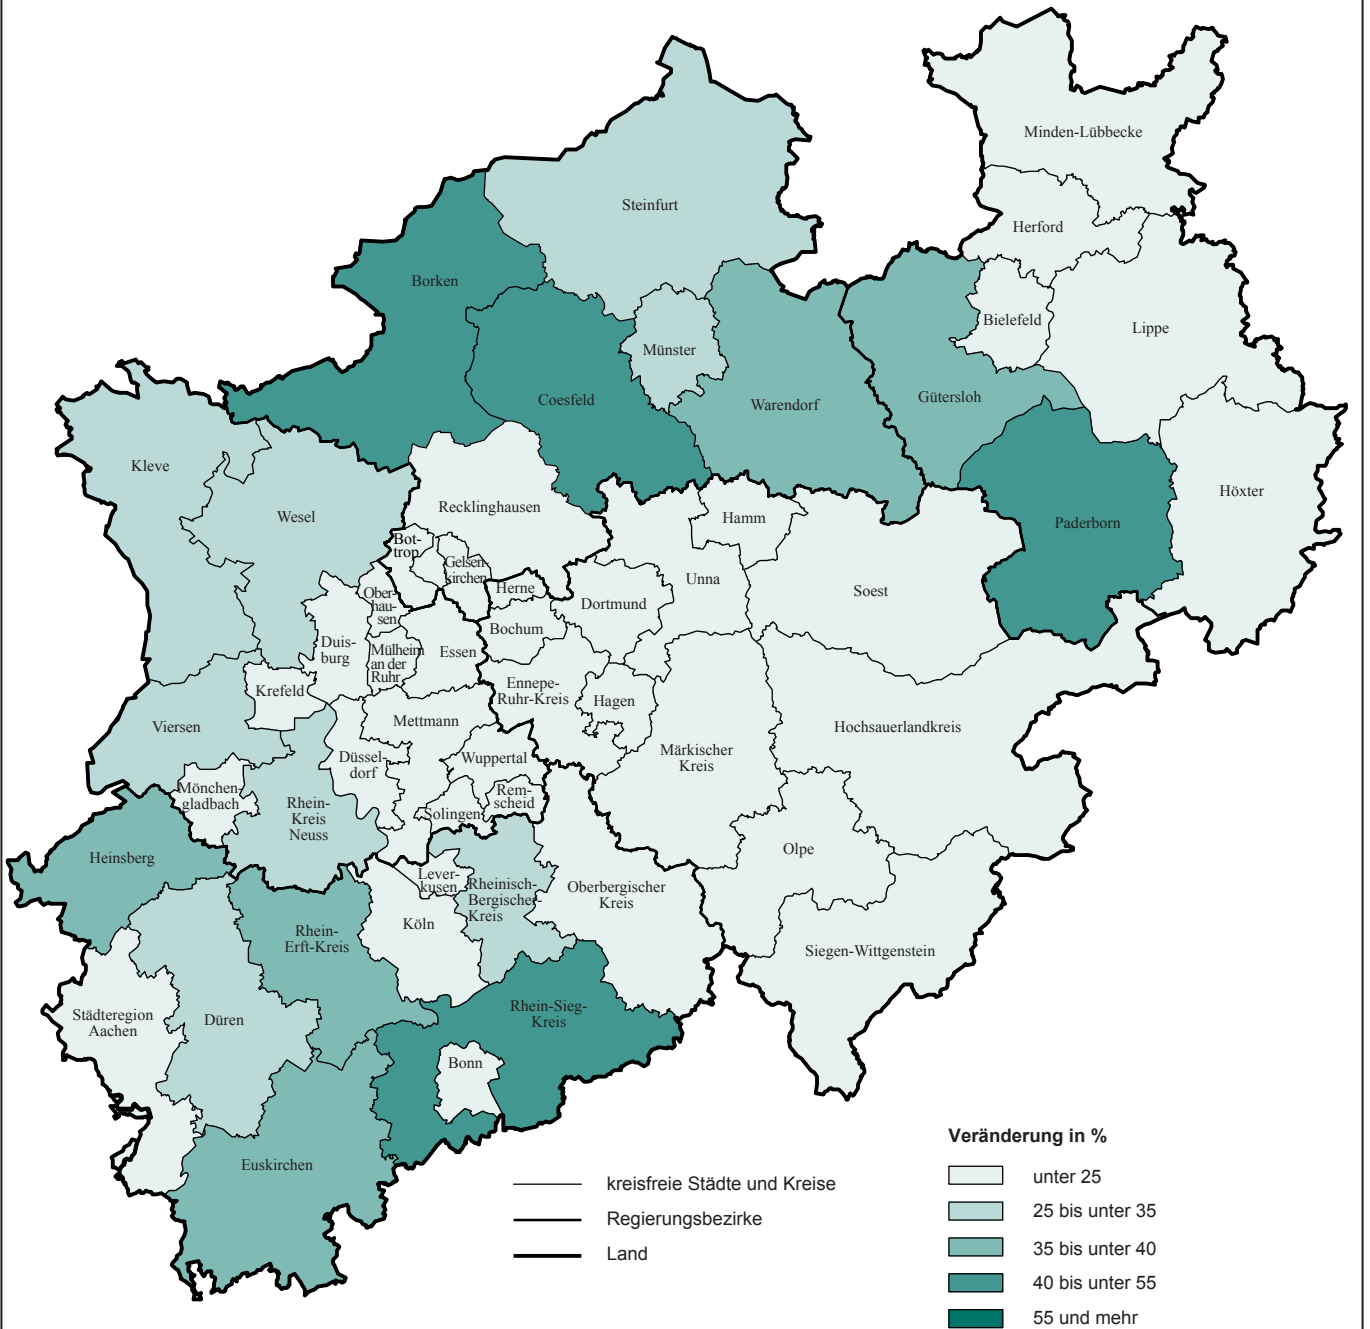 Minden-Lübbecke
Steinfurt
Herford
Borken
Bielefeld
Lippe
Münster
Coesfeld
Warendorf
Gütersloh
Kleve
Höxter
Wesel
Recklinghausen
Hamm
Paderborn
Bot-
trop
Gelsen-
kirchen
Unna
Herne
Soest
Ober-
hau-
sen
Dortmund
Bochum
Duis-
burg
Mülheim
an der
Ruhr
Essen
Krefeld
Ennepe-
Ruhr-Kreis
Hagen
Viersen
Mettmann
Hochsauerlandkreis
Düssel-
dorf
Wuppertal
Märkischer
Kreis
Mönchen-
gladbach
Rem-
scheid
Rhein-
Kreis
Neuss
Solingen
Heinsberg
Olpe
Lever-
kusen
Rheinisch-
Bergischer-
Kreis
Oberbergischer
Kreis
Köln
Rhein-
Erft-Kreis
Siegen-Wittgenstein
Städteregion
Aachen
Düren
Rhein-Sieg-
Kreis
Bonn
Euskirchen
kreisfreie Städte und Kreise
Regierungsbezirke
Land
Veränderung in %
unter 25
25 bis unter 35
35 bis unter 40
40 bis unter 55
55 und mehr